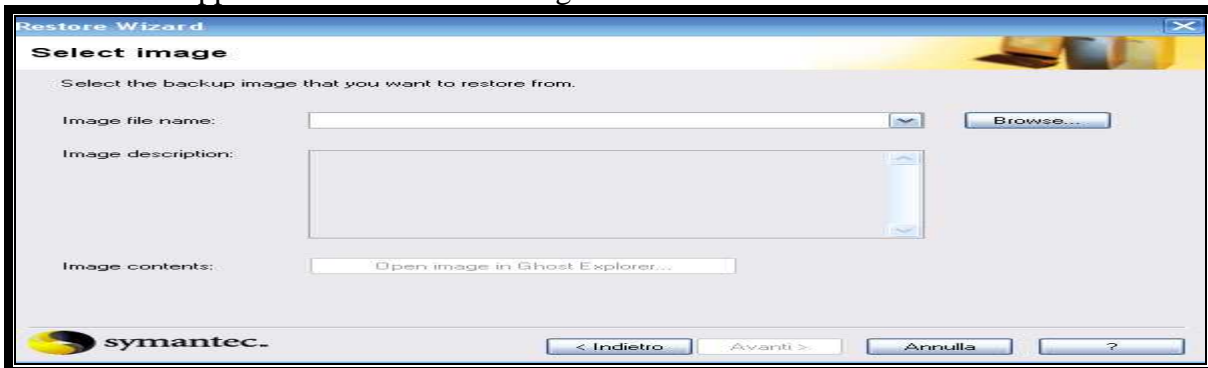 Restore Wizard
Select image
Select the backup image that you want to restore from.
Image file name:
Browse...
Image description:
Image contents:
Open image in Ghost Explorer...
symantec.
< Indietro
Avanti >
Annulla
?